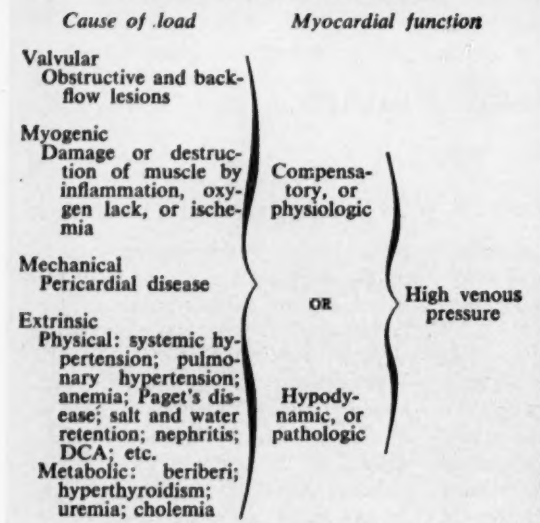 Cause of .load
Myocardial function
Valvular
Obstructive and back-
flow lesions
Myogenic
Damage or destruc-
tion of muscle by
inflammation, oxy-
gen lack, or ische-
mia
Mechanical
Pericardial disease
Extrinsic
Physical: systemic hy-
pertension; pulmo-
nary hypertension;
anemia; Paget's dis-
ease; salt and water
retention; nephritis;
DCA; etc.
Metabolic: beriberi;
hyperthyroidism;
uremia; cholemia
Compensa-
tory, or
physiologic
OR
Hypody-
namic, or
pathologic
High venous
pressure